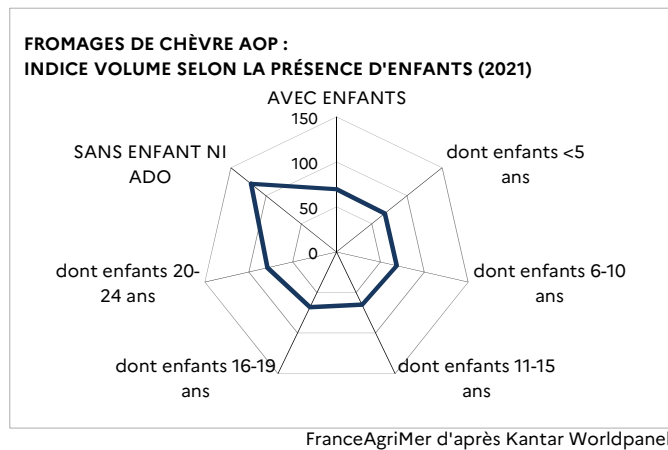 FROMAGES DE CHÈVRE AOP :
INDICE VOLUME SELON LA PRÉSENCE D'ENFANTS (2021)
AVEC ENFANTS
150
100
50
0
dont enfants <5
ans
dont enfants 6-10
ans
dont enfants 11-15
ans
dont enfants 16-19
ans
dont enfants 20-
24 ans
SANS ENFANT NI
ADO
FranceAgriMer d'après Kantar Worldpanel